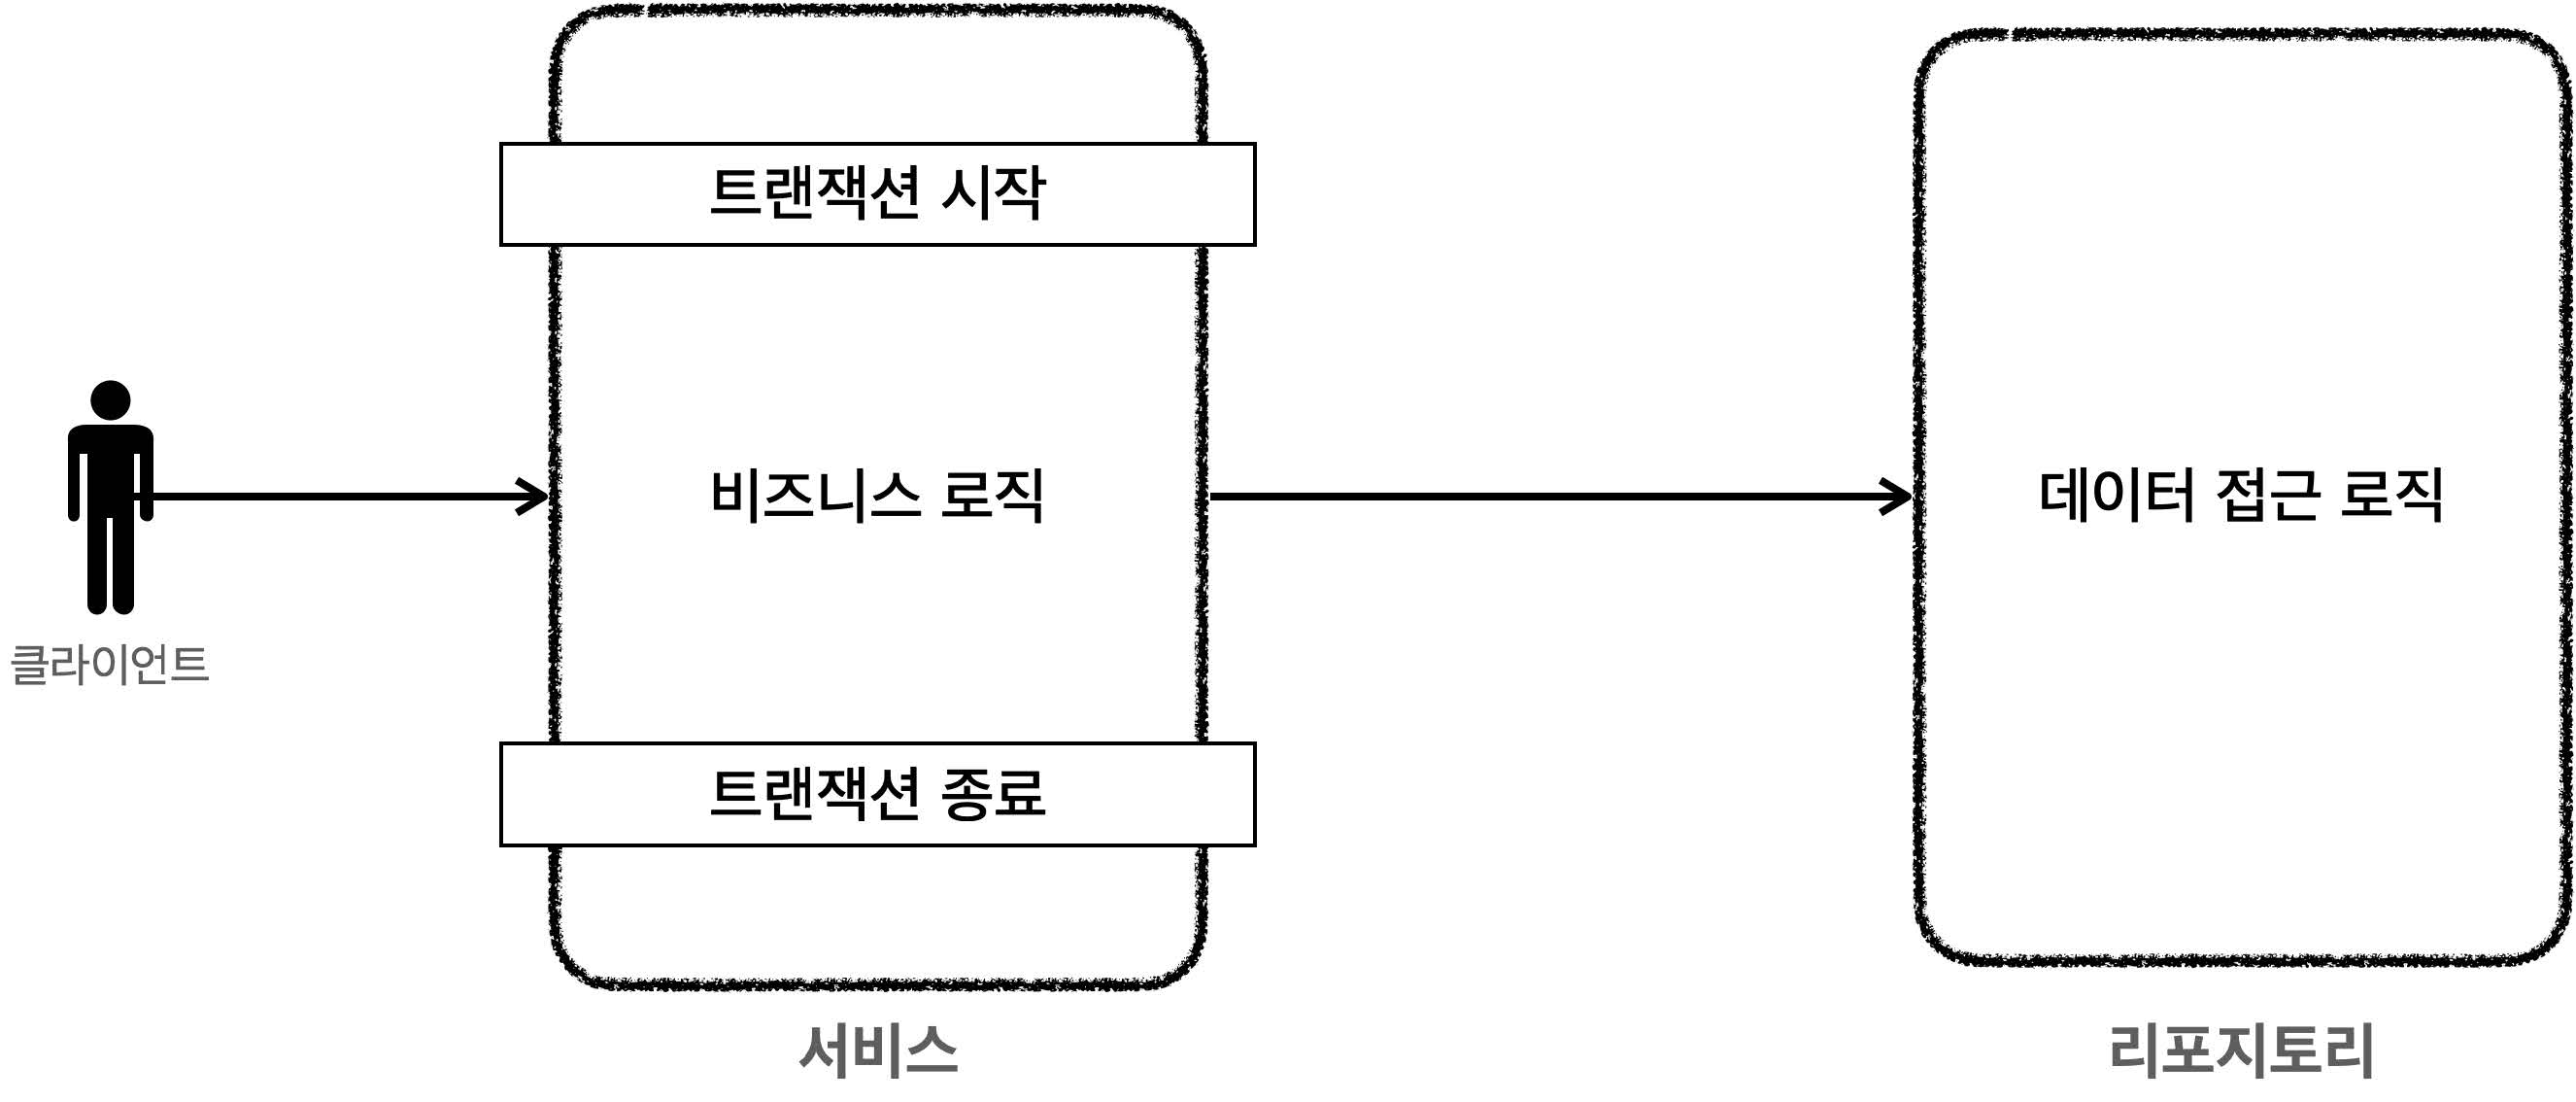 트랜잭션 시작
비즈니스 로직
데이터 접근 로직
클라이언트
트랜잭션 종료
서비스
리포지토리